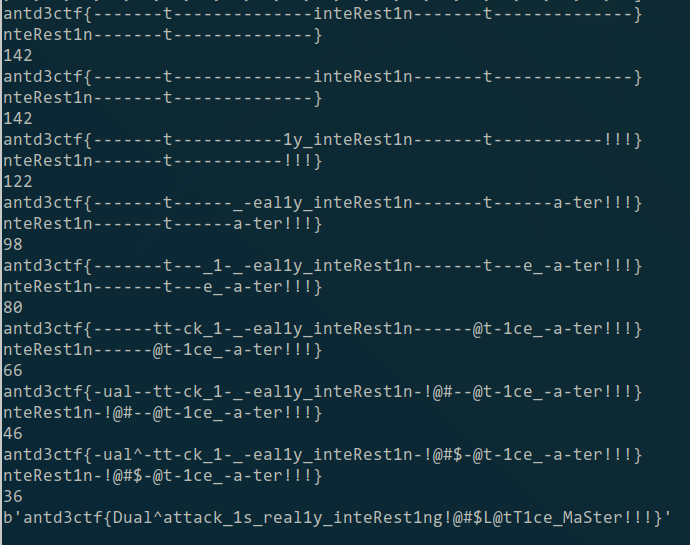 antd3ctf{-------t--------------inteRest1n-------t--------------}
nteRest1n-------t--------------}
142
antd3ctf{-------t--------------inteRest1n-------t--------------}
nteRest1n-------t--------------}
142
antd3ctf{-------t-----------1y_inteRest1n-------t-----------!!!}
nteRest1n-------t-----------!!!}
122
antd3ctf{-------t------_-eal1y_inteRest1n-------t------a-ter!!!}
nteRest1n-------t------a-ter!!!}
98
antd3ctf{-------t---_1-_-eal1y_inteRest1n-------t---e_-a-ter!!!}
nteRest1n-------t---e_-a-ter!!!}
80
antd3ctf{------tt-ck_1-_-eal1y_inteRest1n------@t-1ce_-a-ter!!!}
nteRest1n------@t-1ce_-a-ter!!!}
66
antd3ctf{-ual--tt-ck_1-_-eal1y_inteRest1n-!@#--@t-1ce_-a-ter!!!}
nteRest1n-!@#--@t-1ce_-a-ter!!!}
46
antd3ctf{-ual^-tt-ck_1-_-eal1y_inteRest1n-!@#$-@t-1ce_-a-ter!!!}
nteRest1n-!@#$-@t-1ce_-a-ter!!!}
36
b'antd3ctf{Dual^attack_1s_real1y_inteRest1ng!@#$L@tT1ce_MaSter!!!}'